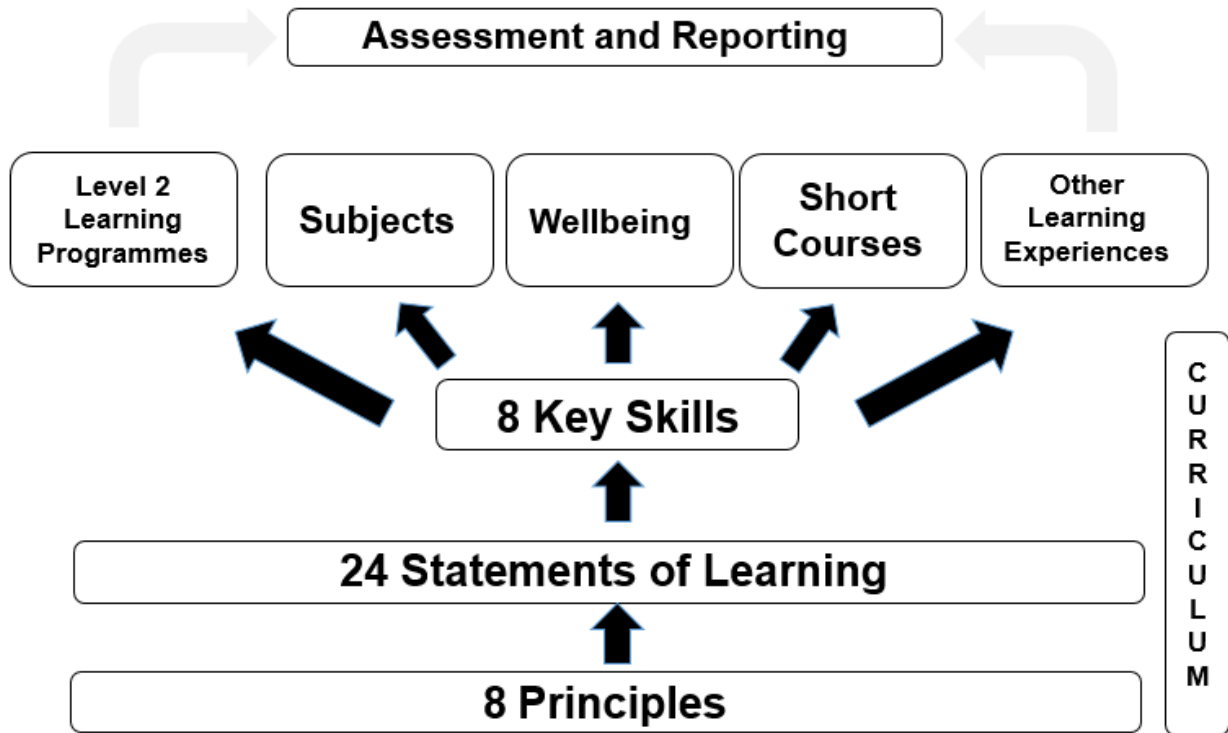 Assessment and Reporting
Level 2
Learning
Programmes
Subjects
Wellbeing
Short
Courses
Other
Learning
Experiences
8 Key Skills
24 Statements of Learning
8 Principles
C
U
R
R
I
C
U
L
U
M